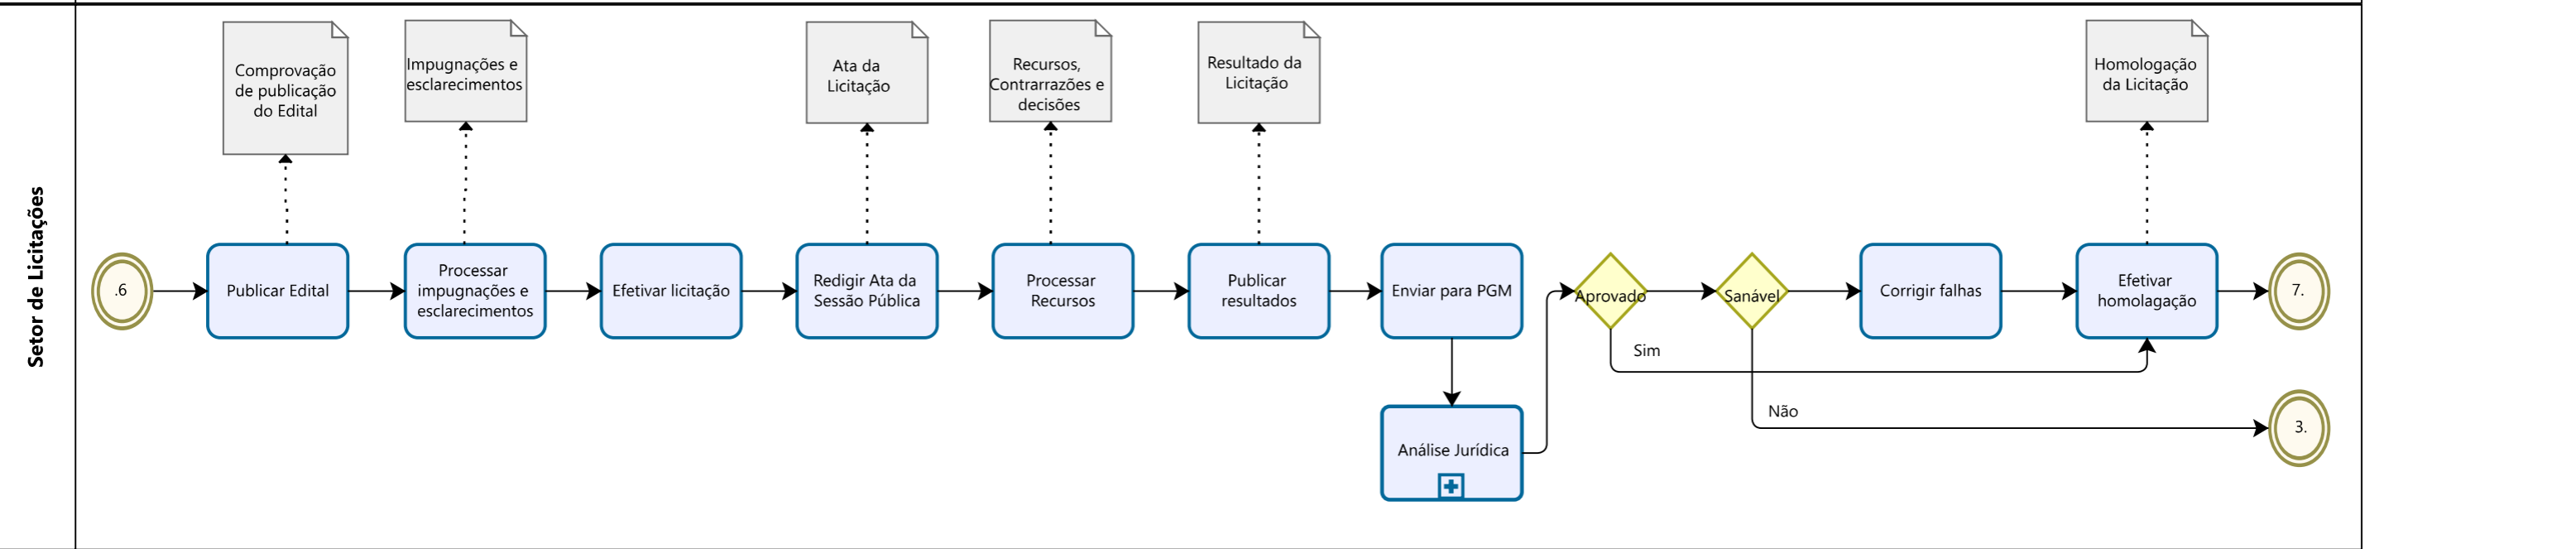 Setor de Licitações
Comprovação
de publicação
do Edital
Impugnações e
esclarecimentos
Ata da
Licitação
Recursos,
Contrarrazões e
decisões
Resultado da
Licitação
Homologação
da Licitação
.6
Publicar Edital
Processar
impugnações e
esclarecimentos
Efetivar licitação
Redigir Ata da
Sessão Pública
Processar
Recursos
Publicar
resultados
Enviar para PGM
Aprovado
Sanável
Corrigir falhas
Efetivar
homolagação
7.
Sim
Não
3.
Análise Jurídica